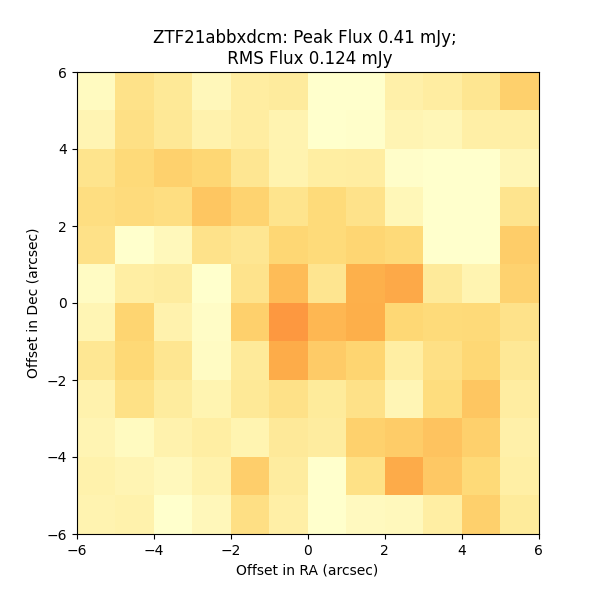 ZTF21abbxdcm: Peak Flux 0.41 mJy;
RMS Flux 0.124 mJy
6
4
2
0
−2
−4
−6
Offset in Dec (arcsec)
−6 −4 −2 0 2 4 6
Offset in RA (arcsec)